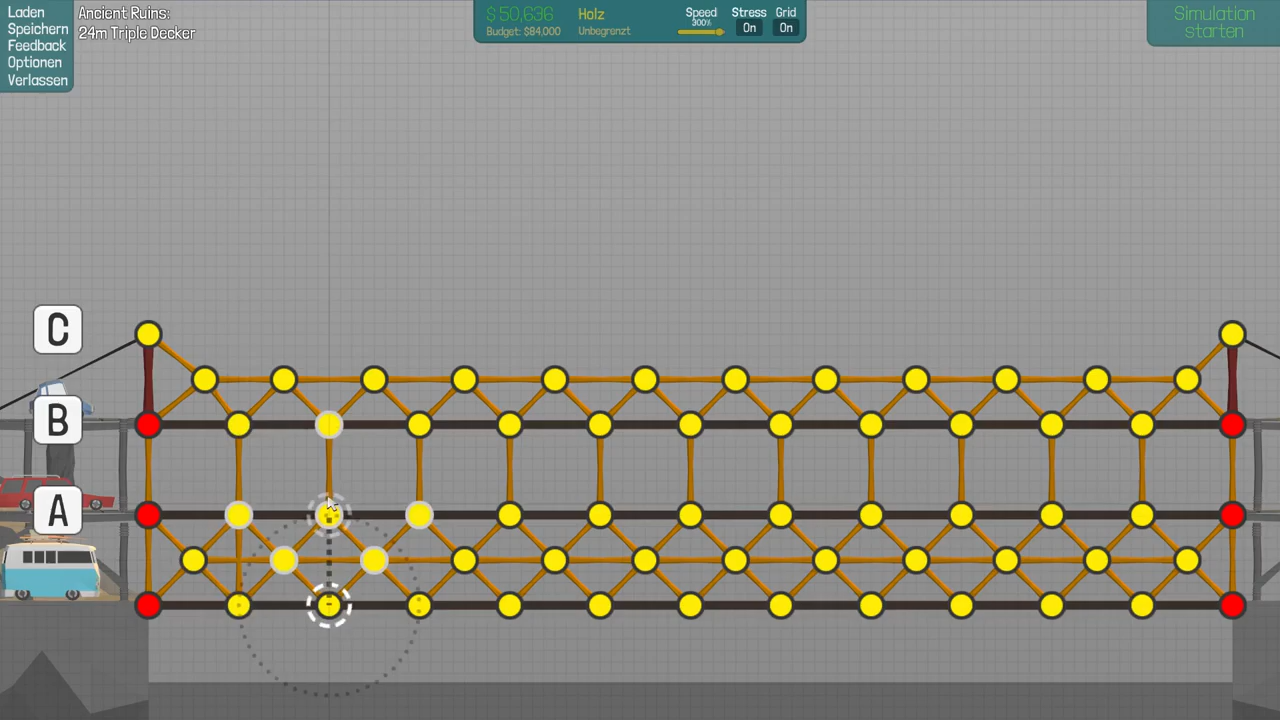 Laden
Speichern
Feedback
Optionen
Verlassen
Ancient Ruins:
24m Triple Decker
$ 50,636
Budget: $84,000
Holz
Unbegrenzt
Speed
300%
Stress
On
Grid
On
Simulation
starten
C
B
A